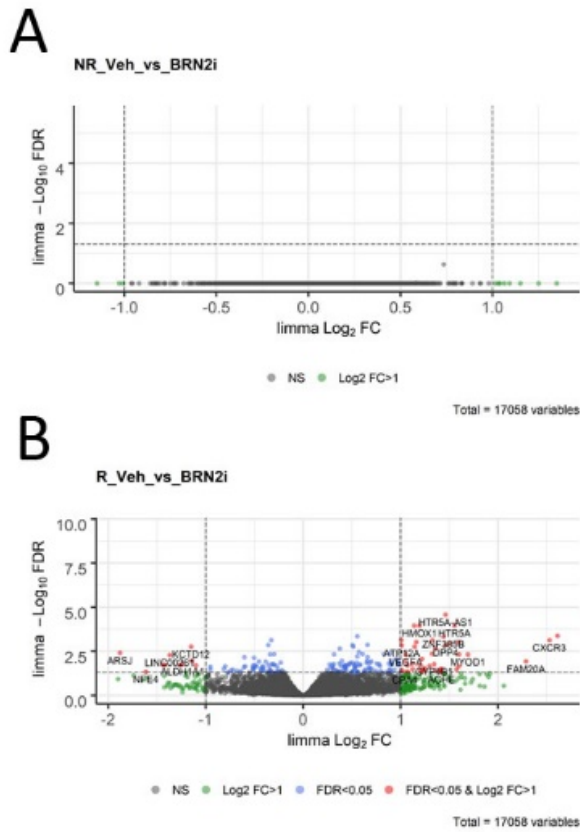 A
NR_Veh_vs_BRN2i
limma −Log10 FDR
4
2
0
-1.0 -0.5 0.0 0.5 1.0
limma Log2 FC
NS Log2 FC>1
Total = 17058 variables
B
R_Veh_vs_BRN2i
limma −Log10 FDR
10.0
7.5
5.0
2.5
0.0
HTR5A-AS1
HMOX1 HTR5A
CXCR3
KCTD12
ATP12A
DPP4
ARSJ
VEGFA
MYOD1
FAM20A
-2 -1 0 1 2
limma Log2 FC
NS Log2 FC>1 FDR<0.05 FDR<0.05 & Log2 FC>1
Total = 17058 variables